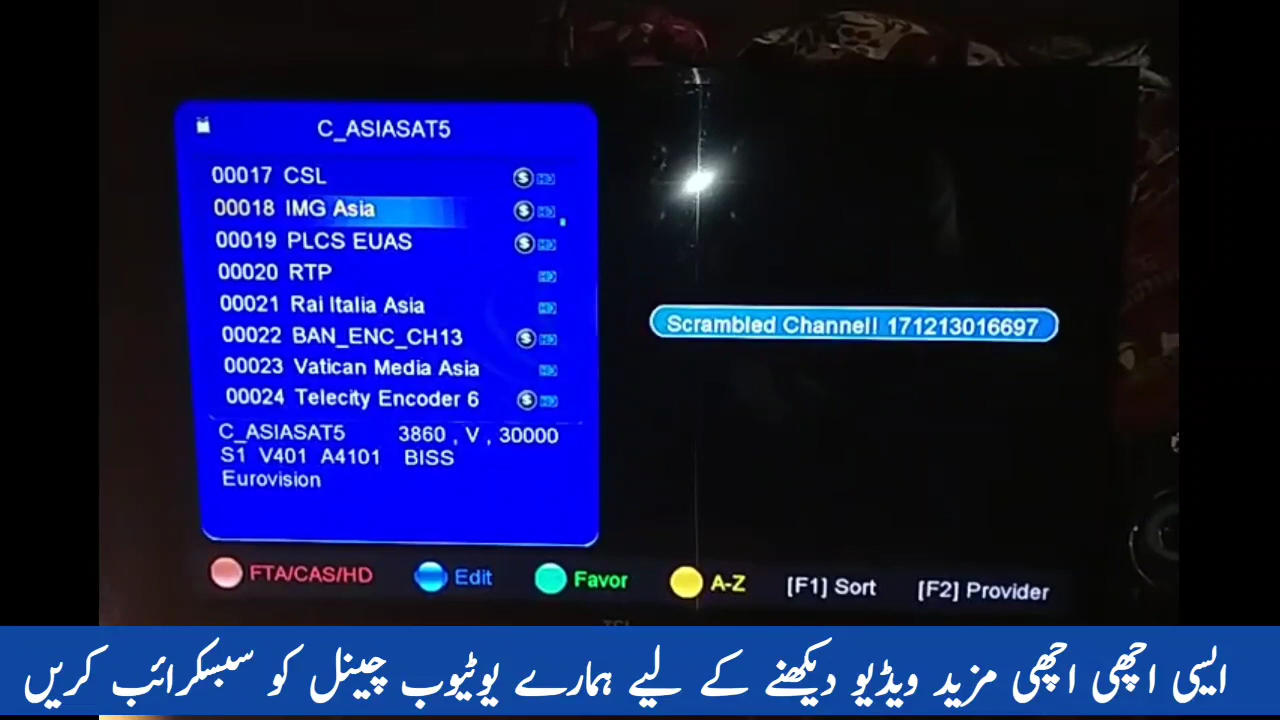 C_ASIASAT5
00017 CSL
00018 IMG Asia
00019 PLCS EUAS
00020 RTP
00021 Rai Italia Asia
00022 BAN_ENC_CH13
00023 Vatican Media Asia
00024 Telecity Encoder 6
C_ASIASAT5 3860 , V , 30000
S1 V401 A4101 BISS
Eurovision
Scrambled Channel! 171213016697
FTA/CAS/HD Edit Favor A-Z [F1] Sort [F2] Provider
ایسی اچھی اچھی مزید ویڈیو دیکھنے کے لیے ہمارے یوٹیوب چینل کو سبسکرائب کریں